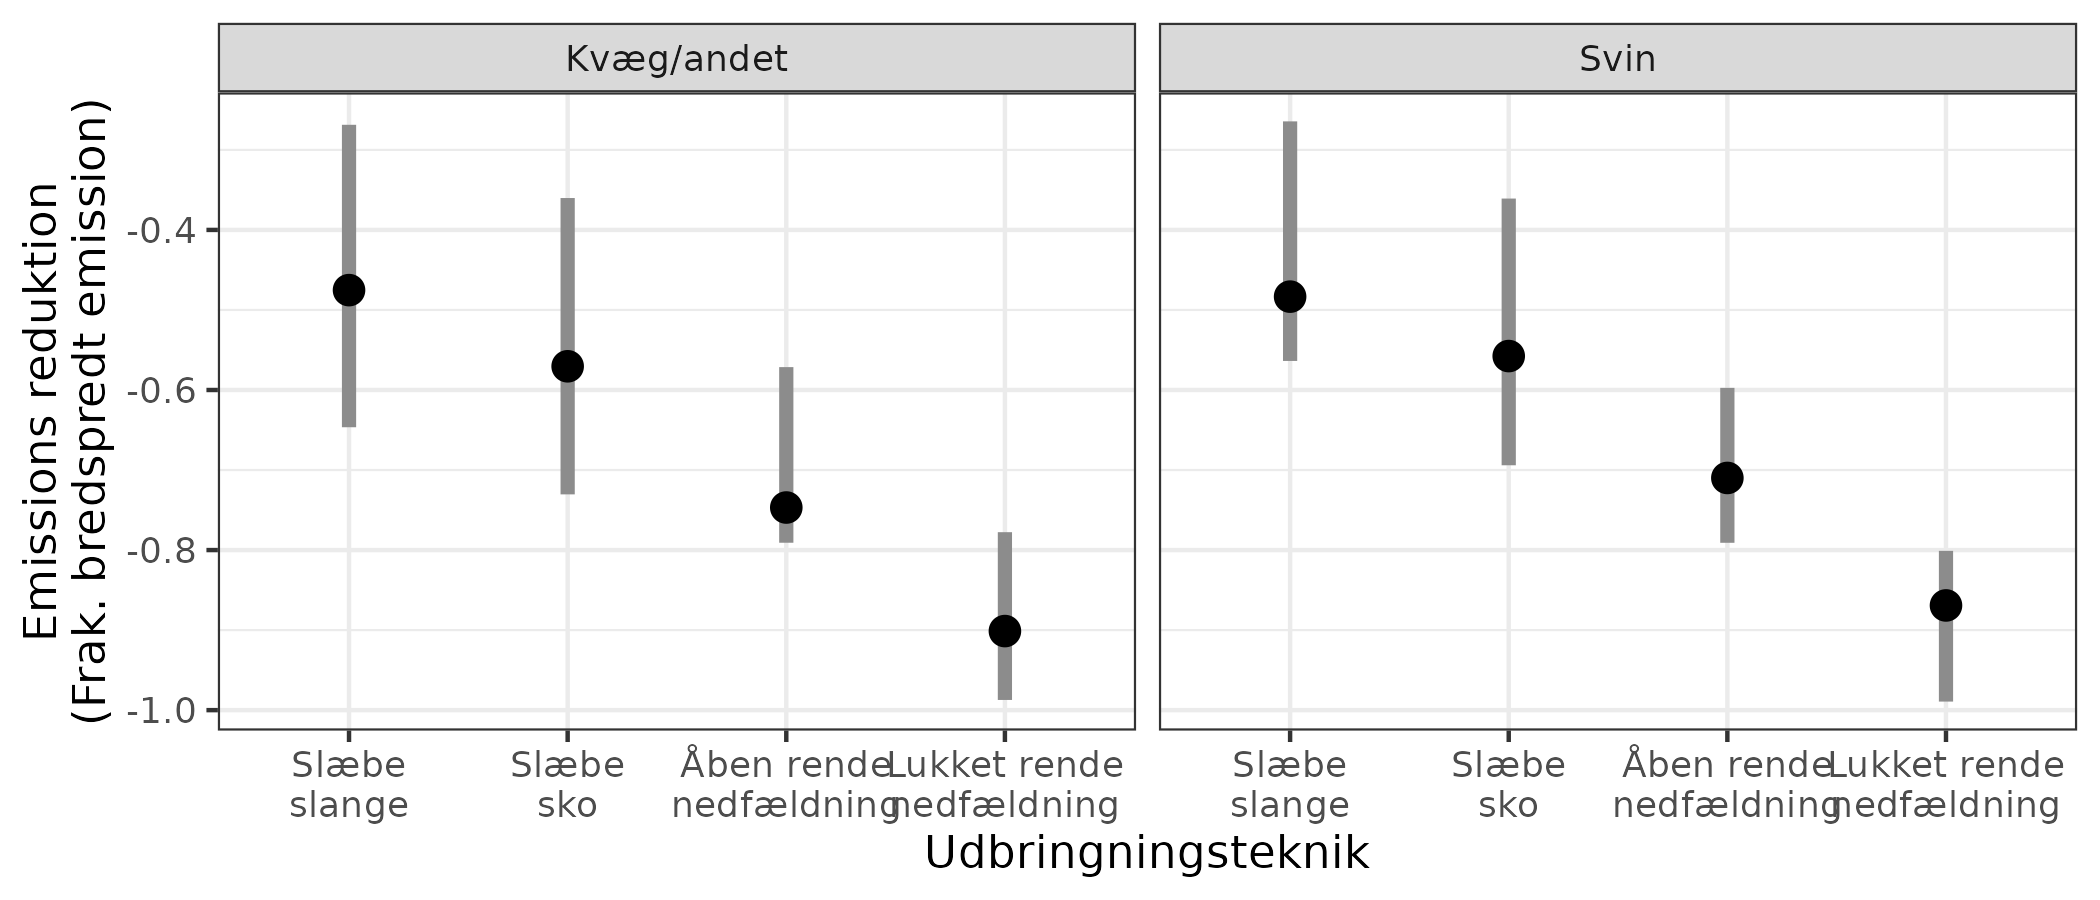 Kvæg/andet
Svin
Emissions reduktion
(Frak. bredspredt emission)
-0.4
-0.6
-0.8
-1.0
Slæbe
slange
Slæbe
sko
Åben rende
nedfældning
Lukket rende
nedfældning
Slæbe
slange
Slæbe
sko
Åben rende
nedfældning
Lukket rende
nedfældning
Udbringningsteknik